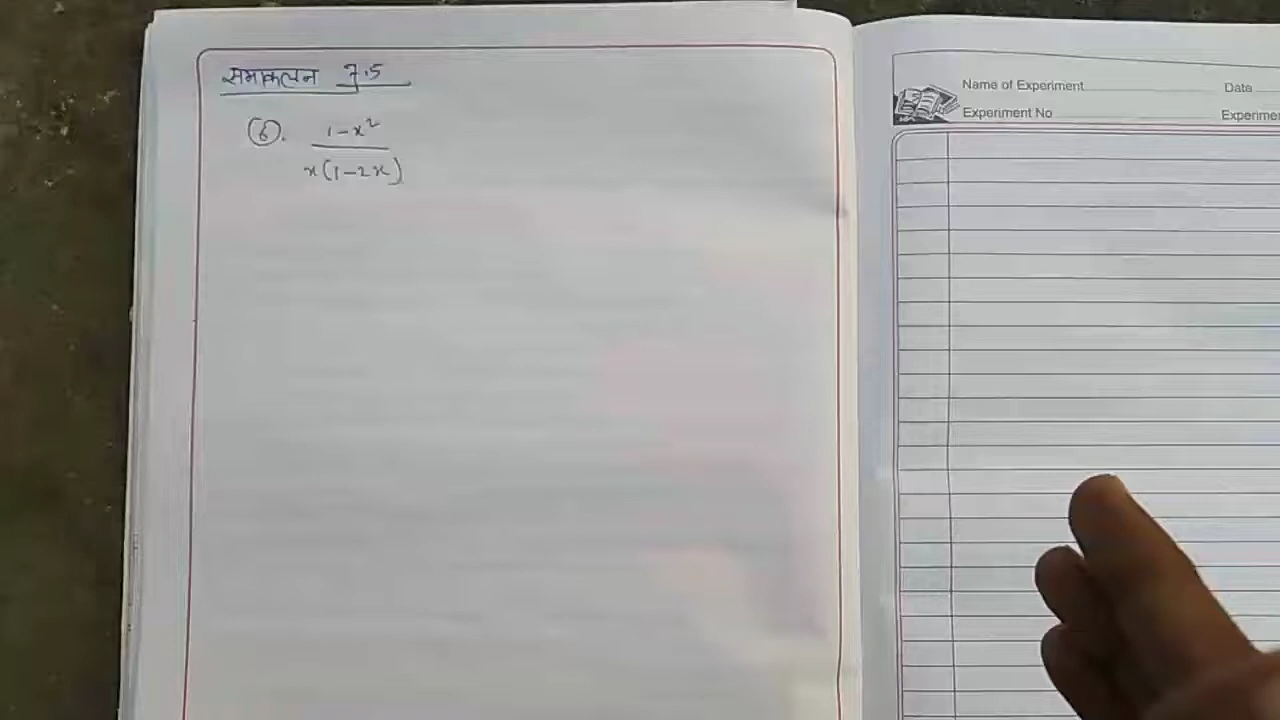 समाकलन 7.5
(6). 1-x²
x(1-2x)
Name of Experiment
Date
Experiment No
Experimen